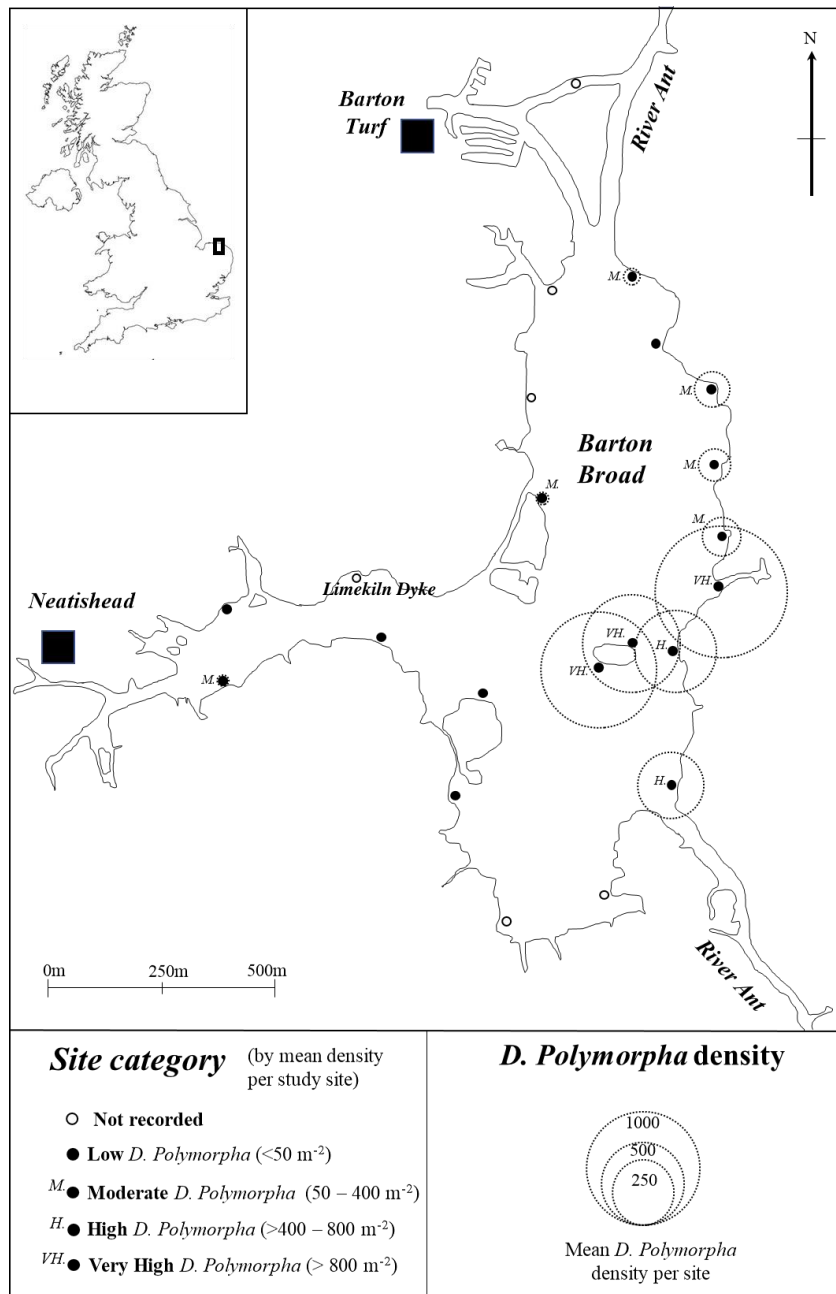 N
Barton
Turf
River Ant
M.
M.
Barton
Broad
M.
M.
M.
VH.
Limekiln Dyke
Neatishead
VH.
H.
VH.
M.
H.
0m 250m 500m
River Ant
Site category (by mean density
per study site)
Not recorded
Low D. Polymorpha (<50 m-2)
M. Moderate D. Polymorpha (50 – 400 m-2)
H. High D. Polymorpha (>400 – 800 m-2)
VH. Very High D. Polymorpha (> 800 m-2)
D. Polymorpha density
1000
500
250
Mean D. Polymorpha
density per site